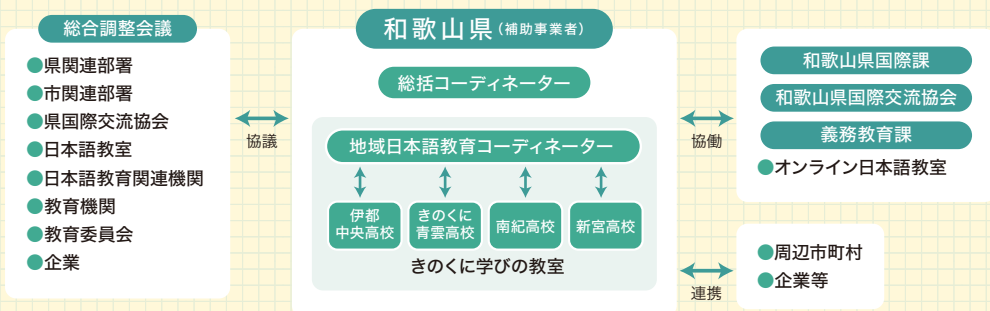 総合調整会議
●県関連部署
●市関連部署
●県国際交流協会
●日本語教室
●日本語教育関連機関
●教育機関
●教育委員会
●企業
協議
和歌山県（補助事業者）
総括コーディネーター
地域日本語教育コーディネーター
伊都
中央高校
きのくに
青雲高校
南紀高校
新宮高校
きのくに学びの教室
協働
和歌山県国際課
和歌山県国際交流協会
義務教育課
●オンライン日本語教室
連携
●周辺市町村
●企業等